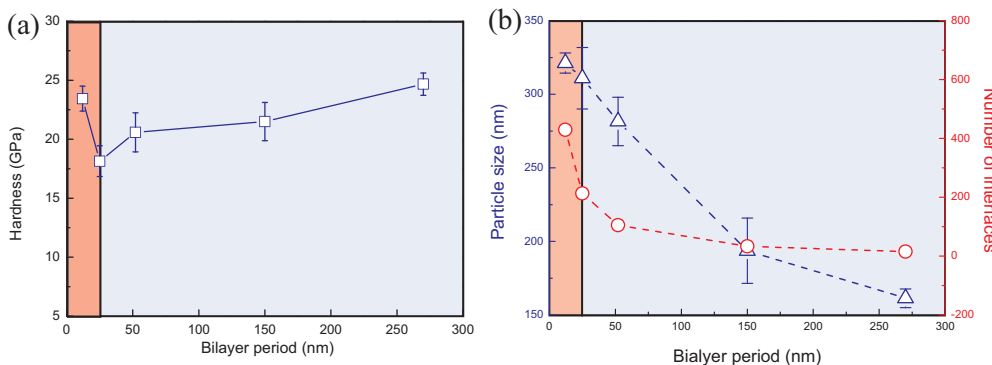 (a)
30
25
20
15
10
5
Hardness (GPa)
0 50 100 150 200 250 300
Bilayer period (nm)
(b)
350
300
250
200
150
Particle size (nm)
800
600
400
200
0
-200
Number of Interfaces
0 50 100 150 200 250 300
Bialyer period (nm)